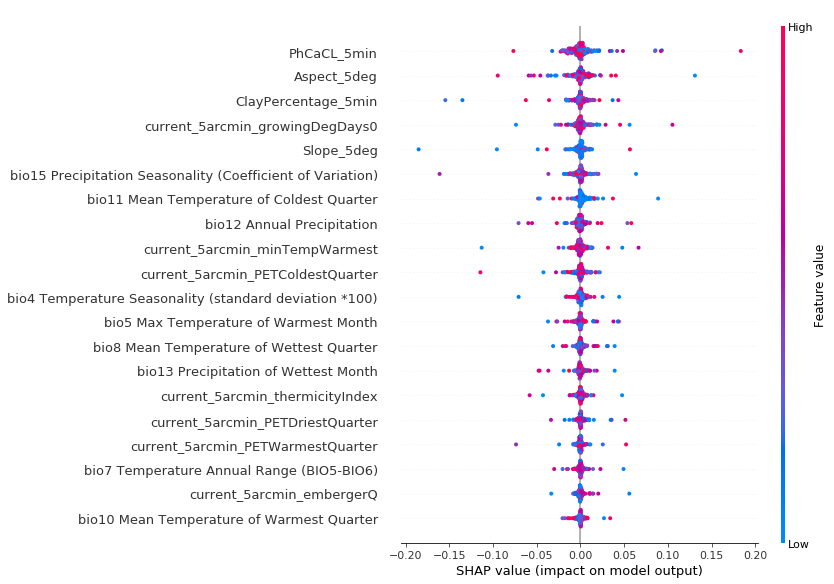 High
PhCaCL_5min
Aspect_5deg
ClayPercentage_5min
current_5arcmin_growingDegDays0
Slope_5deg
bio15 Precipitation Seasonality (Coefficient of Variation)
bio11 Mean Temperature of Coldest Quarter
bio12 Annual Precipitation
current_5arcmin_minTempWarmest
current_5arcmin_PETColdestQuarter
bio4 Temperature Seasonality (standard deviation *100)
bio5 Max Temperature of Warmest Month
bio8 Mean Temperature of Wettest Quarter
bio13 Precipitation of Wettest Month
current_5arcmin_thermicityIndex
current_5arcmin_PETDriestQuarter
current_5arcmin_PETWarmestQuarter
bio7 Temperature Annual Range (BIO5-BIO6)
current_5arcmin_embergerQ
bio10 Mean Temperature of Warmest Quarter
Feature value
Low
−0.20 −0.15 −0.10 −0.05 0.00 0.05 0.10 0.15 0.20
SHAP value (impact on model output)